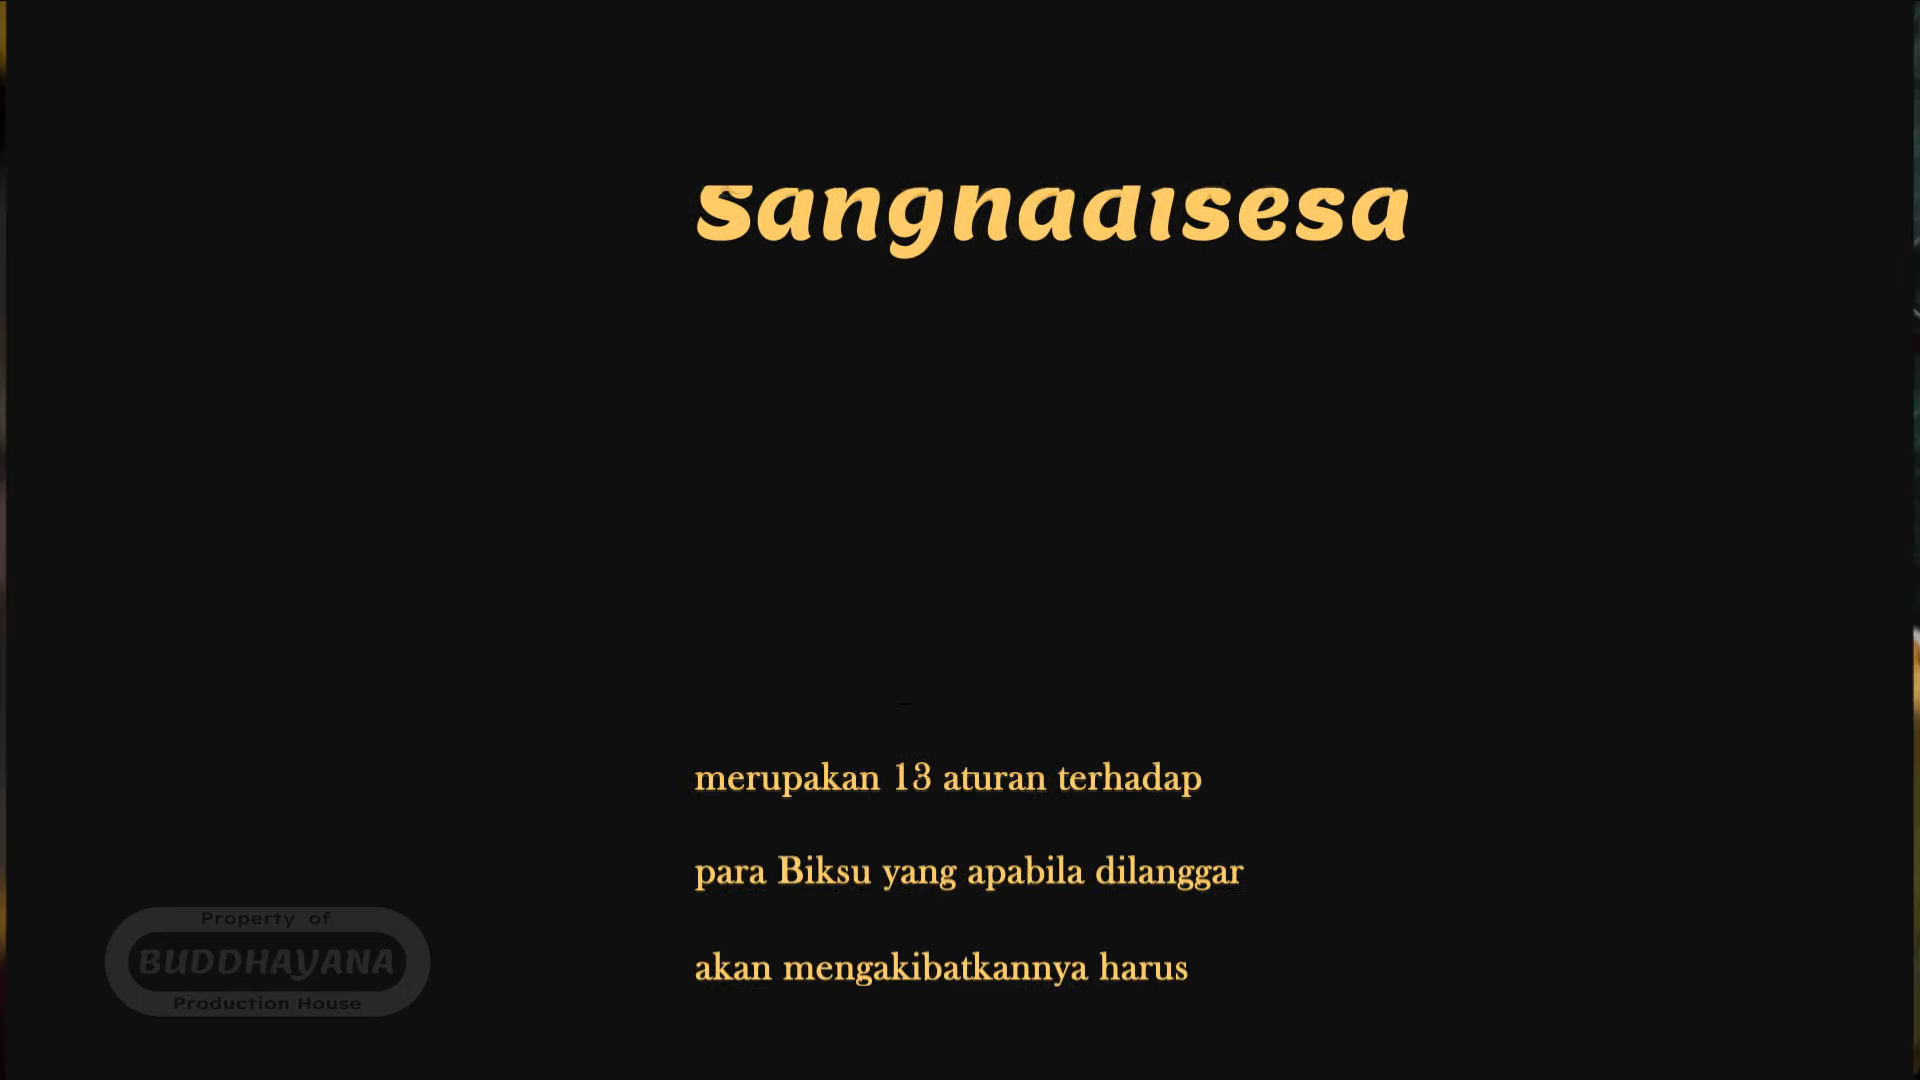 Sanghadisesa
merupakan 13 aturan terhadap
para Biksu yang apabila dilanggar
akan mengakibatkannya harus
Property of
BUDDHAYANA
Production House